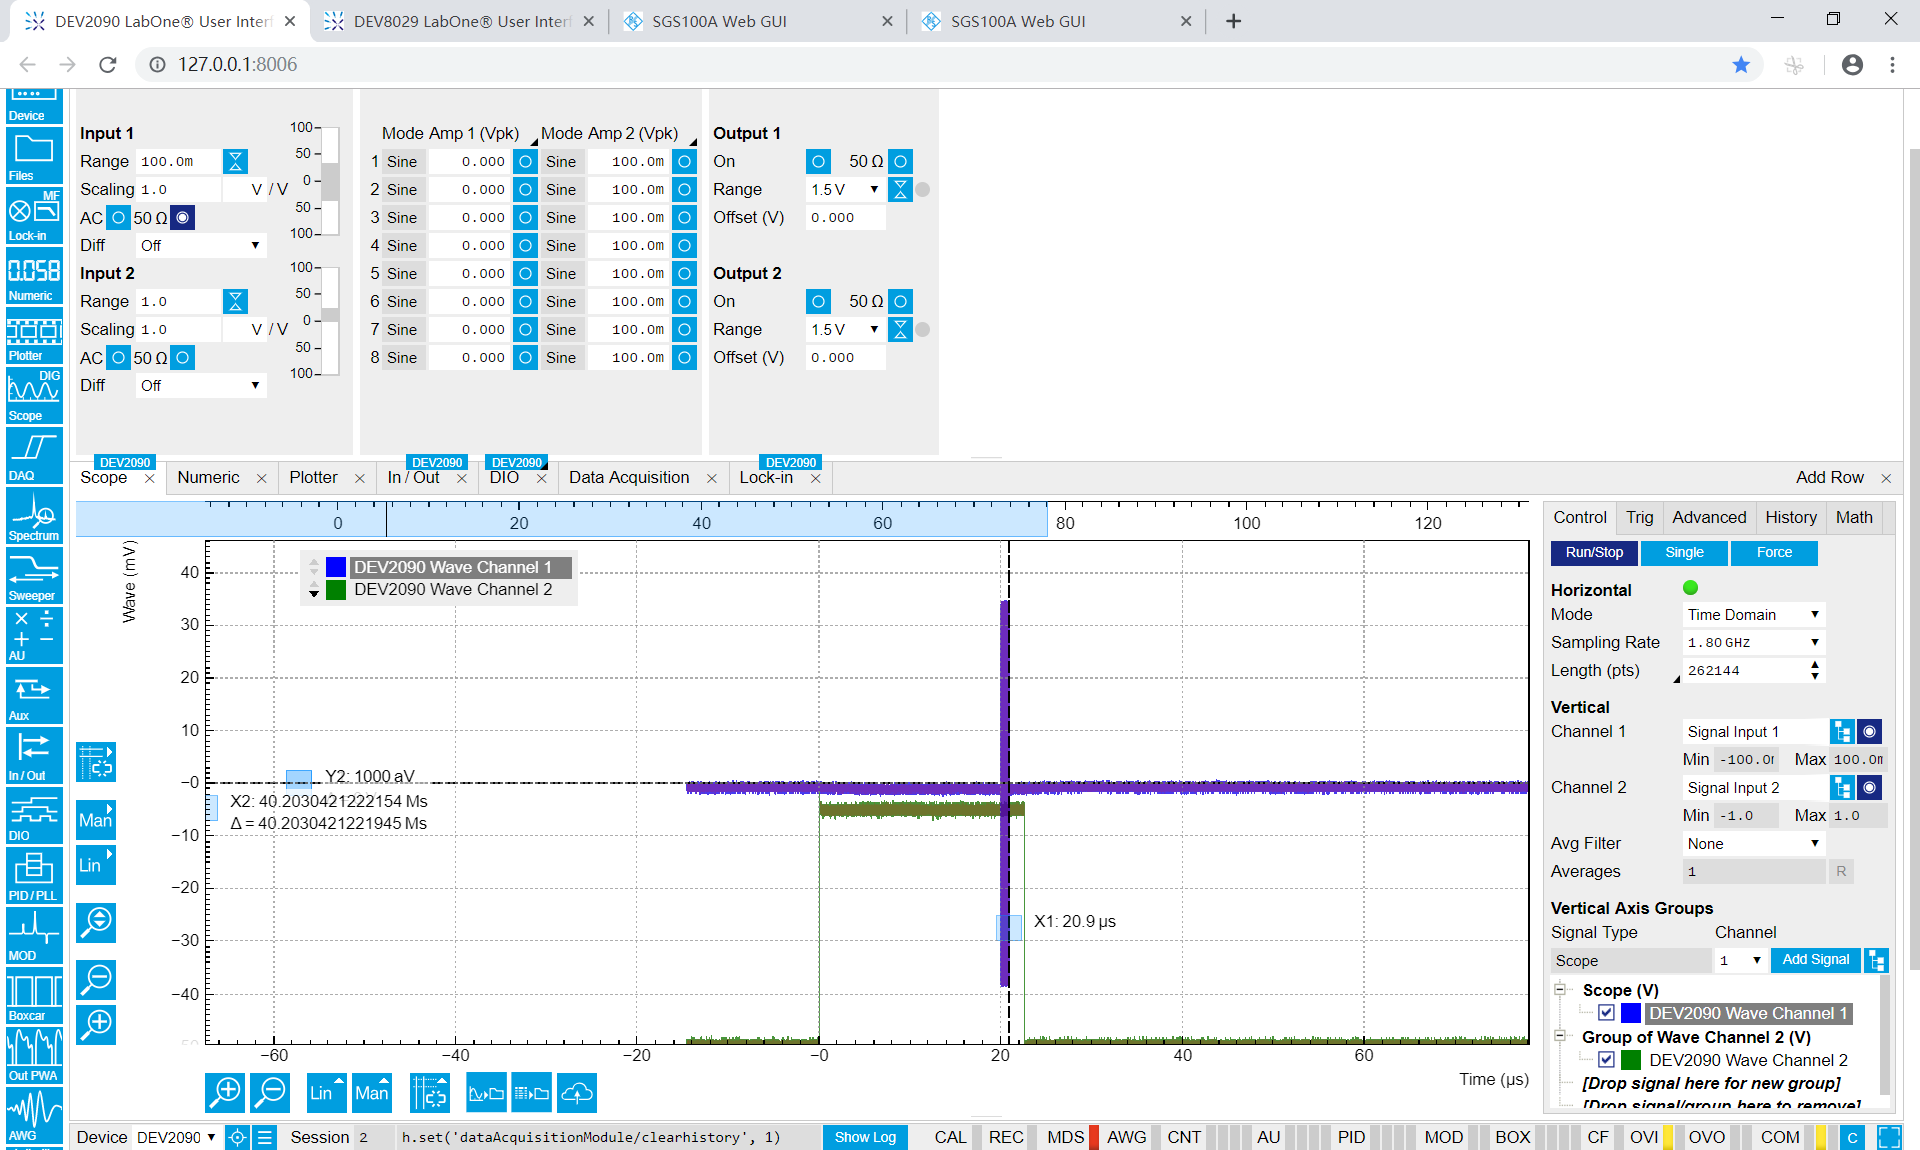 DEV2090 LabOne® User Interf
DEV8029 LabOne® User Interf
SGS100A Web GUI
SGS100A Web GUI
127.0.0.1:8006
Device
Files
MF
Lock-in
0.058
Numeric
Plotter
DIG
Scope
DAQ
Spectrum
Sweeper
AU
Aux
In / Out
DIO
PID / PLL
MOD
Boxcar
Out PWA
AWG
Input 1
Range 100.0m
Scaling 1.0 V / V
AC 50 Ω
Diff Off
100
50
0
50
100
Input 2
Range 1.0
Scaling 1.0 V / V
AC 50 Ω
Diff Off
100
50
0
50
100
Mode Amp 1 (Vpk) Mode Amp 2 (Vpk)
1 Sine 0.000 Sine 100.0m
2 Sine 0.000 Sine 100.0m
3 Sine 0.000 Sine 100.0m
4 Sine 0.000 Sine 100.0m
5 Sine 0.000 Sine 100.0m
6 Sine 0.000 Sine 100.0m
7 Sine 0.000 Sine 100.0m
8 Sine 0.000 Sine 100.0m
Output 1
On 50 Ω
Range 1.5 V
Offset (V) 0.000
Output 2
On 50 Ω
Range 1.5 V
Offset (V) 0.000
DEV2090 DEV2090 DEV2090 DEV2090
Scope Numeric Plotter In / Out DIO Data Acquisition Lock-in Add Row
0 20 40 60 80 100 120
Wave (mV)
DEV2090 Wave Channel 1
DEV2090 Wave Channel 2
40
30
20
10
−0
−10
−20
−30
−40
Y2: 1000 aV
X2: 40.2030421222154 Ms
Δ = 40.2030421221945 Ms
X1: 20.9 µs
−60 −40 −20 −0 20 40 60
Time (µs)
Man
Lin
Lin Man
Control Trig Advanced History Math
Run/Stop Single Force
Horizontal
Mode Time Domain
Sampling Rate 1.80 GHz
Length (pts) 262144
Vertical
Channel 1 Signal Input 1
Min -100.0 Max 100.0
Channel 2 Signal Input 2
Min -1.0 Max 1.0
Avg Filter None
Averages 1 R
Vertical Axis Groups
Signal Type Channel
Scope 1 Add Signal
Scope (V)
DEV2090 Wave Channel 1
Group of Wave Channel 2 (V)
DEV2090 Wave Channel 2
[Drop signal here for new group]
[Drop signal/group here to remove]
Device DEV2090 Session 2 h.set('dataAcquisitionModule/clearhistory', 1) Show Log CAL REC MDS AWG CNT AU PID MOD BOX CF OVI OVO COM C